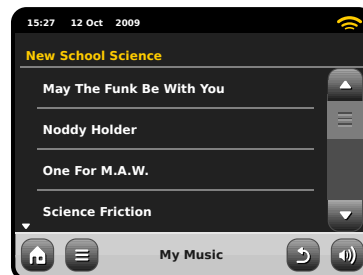 15:27 12 Oct 2009
New School Science
May The Funk Be With You
Noddy Holder
One For M.A.W.
Science Friction
My Music